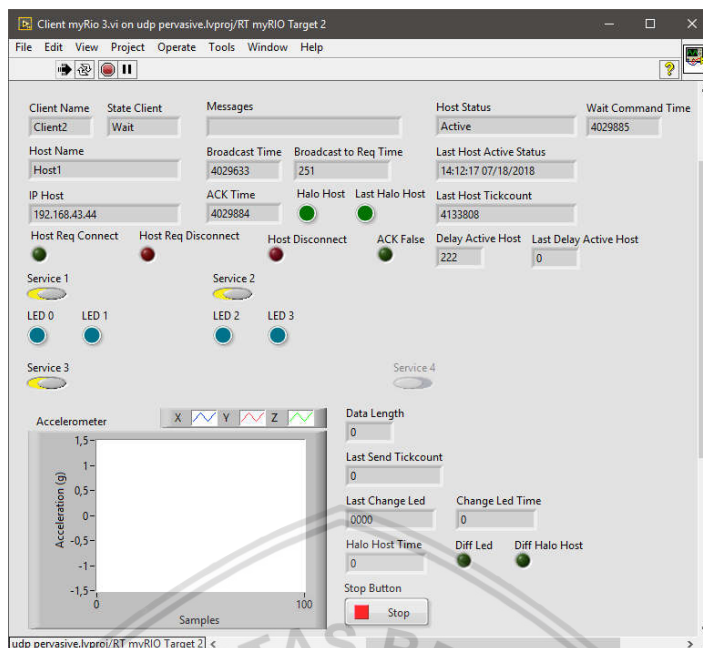 Client myRio 3.vi on udp pervasive.lvproj/RT myRIO Target 2
File Edit View Project Operate Tools Window Help
Client Name State Client Messages Host Status Wait Command Time
Client2 Wait Active 4029885
Host Name Broadcast Time Broadcast to Req Time Last Host Active Status
Host1 4029633 251 14:12:17 07/18/2018
IP Host ACK Time Halo Host Last Halo Host Last Host Tickcount
192.168.43.44 4029884 4133808
Host Req Connect Host Req Disconnect Host Disconnect ACK False Delay Active Host Last Delay Active Host
222 0
Service 1 Service 2
LED 0 LED 1 LED 2 LED 3
Service 3 Service 4
Accelerometer X Y Z
Acceleration (g)
1,5
1
0,5
0
-0,5
-1
-1,5
0 100
Samples
Data Length
0
Last Send Tickcount
0
Last Change Led Change Led Time
0000 0
Halo Host Time Diff Led Diff Halo Host
0
Stop Button
Stop
udp pervasive.lvproj/RT myRIO Target 2